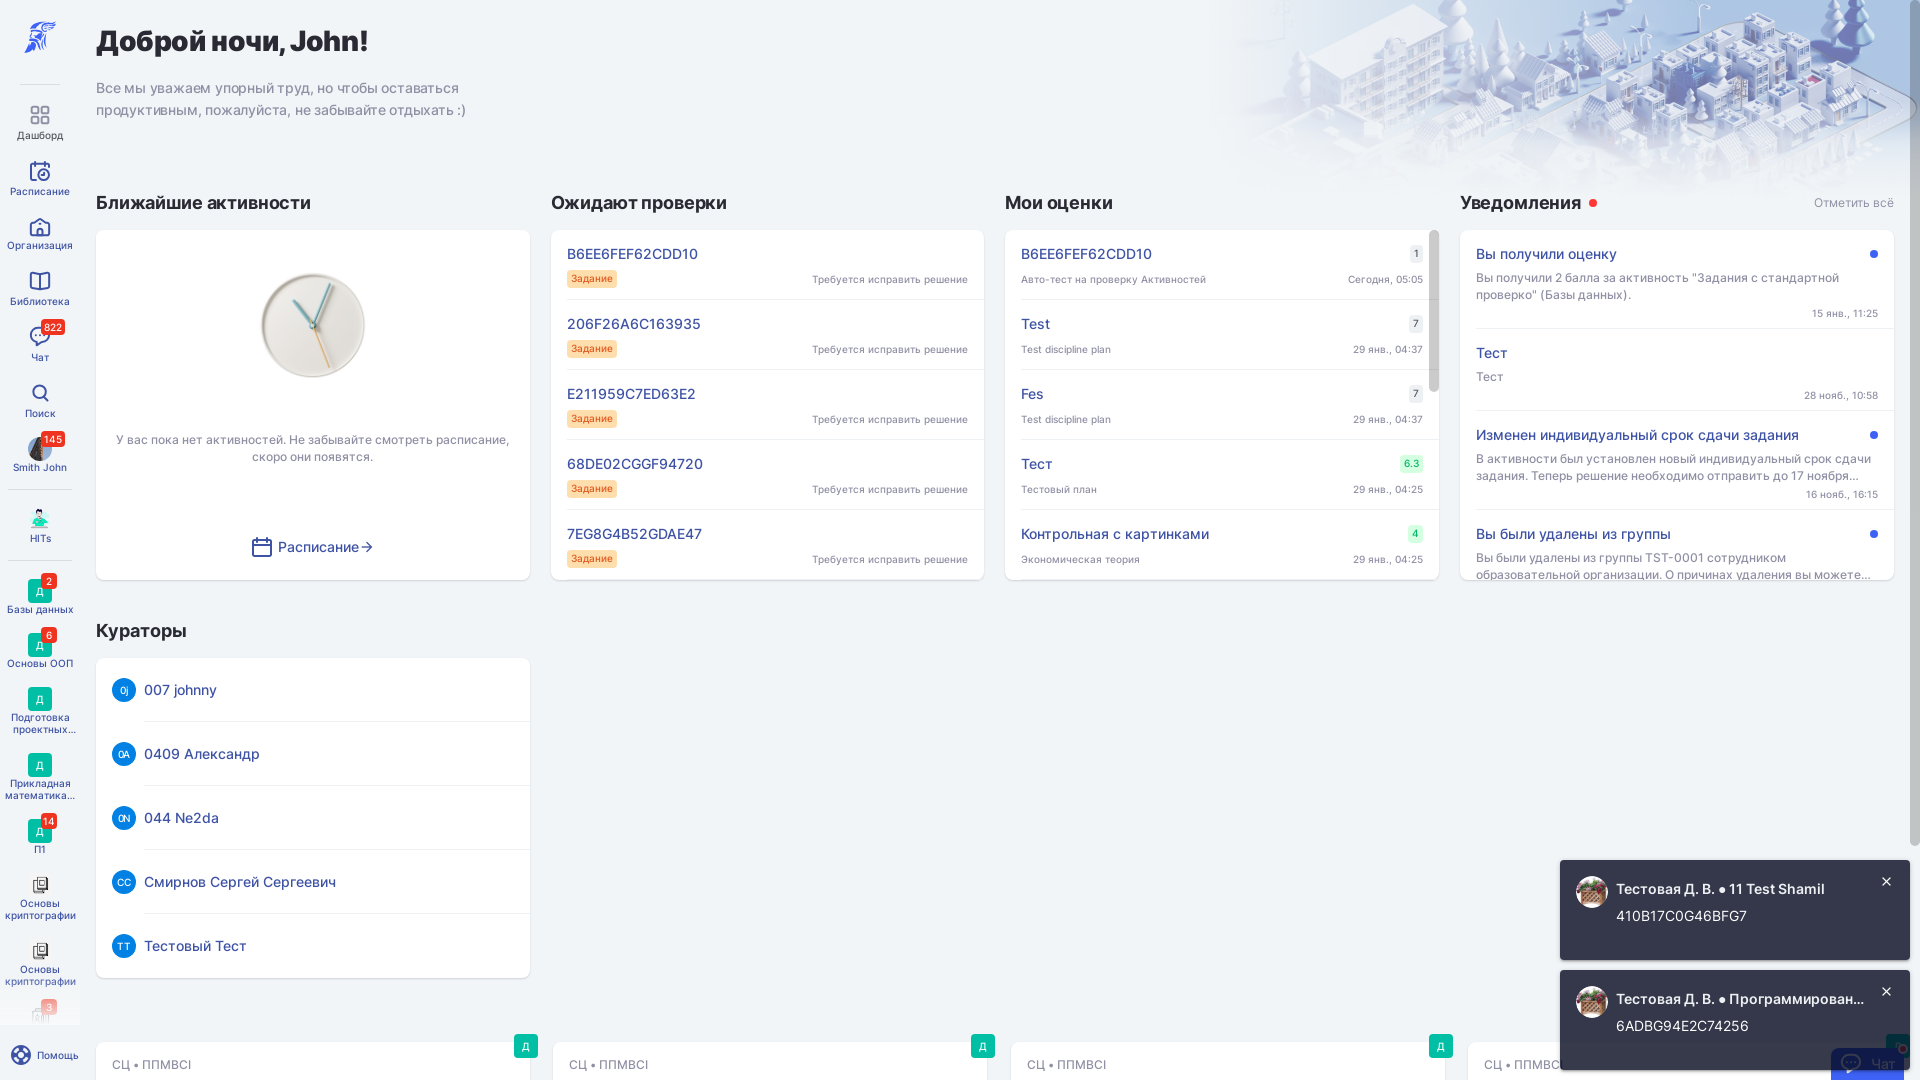 Доброй ночи, John!
Все мы уважаем упорный труд, но чтобы оставаться
продуктивным, пожалуйста, не забывайте отдыхать :)
Дашборд
Расписание
Организация
Библиотека
822
Чат
Поиск
145
Smith John
HITs
2
Д
Базы данных
6
Д
Основы ООП
Д
Подготовка
проектных...
Д
Прикладная
математика...
14
Д
П1
Основы
криптографии
Основы
криптографии
3
Помощь
Ближайшие активности
У вас пока нет активностей. Не забывайте смотреть расписание,
скоро они появятся.
Расписание
Ожидают проверки
B6EE6FEF62CDD10
Задание
Требуется исправить решение
206F26A6C163935
Задание
Требуется исправить решение
E211959C7ED63E2
Задание
Требуется исправить решение
68DE02CGGF94720
Задание
Требуется исправить решение
7EG8G4B52GDAE47
Задание
Требуется исправить решение
Мои оценки
B6EE6FEF62CDD10
1
Авто-тест на проверку Активностей
Сегодня, 05:05
Test
7
Test discipline plan
29 янв., 04:37
Fes
7
Test discipline plan
29 янв., 04:37
Тест
6.3
Тестовый план
29 янв., 04:25
Контрольная с картинками
4
Экономическая теория
29 янв., 04:25
Уведомления
Отметить всё
Вы получили оценку
Вы получили 2 балла за активность "Задания с стандартной
проверко" (Базы данных).
15 янв., 11:25
Тест
Тест
28 нояб., 10:58
Изменен индивидуальный срок сдачи задания
В активности был установлен новый индивидуальный срок сдачи
задания. Теперь решение необходимо отправить до 17 ноября...
16 нояб., 16:15
Вы были удалены из группы
Вы были удалены из группы TST-0001 сотрудником
образовательной организации. О причинах удаления вы можете...
Кураторы
0j
007 johnny
0А
0409 Александр
0N
044 Ne2da
СС
Смирнов Сергей Сергеевич
ТТ
Тестовый Тест
Тестовая Д. В. ● 11 Test Shamil
410B17C0G46BFG7
Тестовая Д. В. ● Программирован...
6ADBG94E2C74256
Д
СЦ • ППМВСІ
Д
СЦ • ППМВСІ
Д
СЦ • ППМВСІ
СЦ • ППМВС
Чат